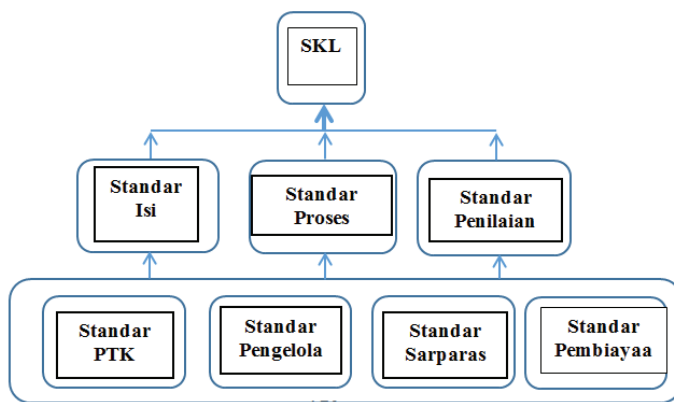 SKL
Standar
Isi
Standar
Proses
Standar
Penilaian
Standar
PTK
Standar
Pengelola
Standar
Sarparas
Standar
Pembiayaa